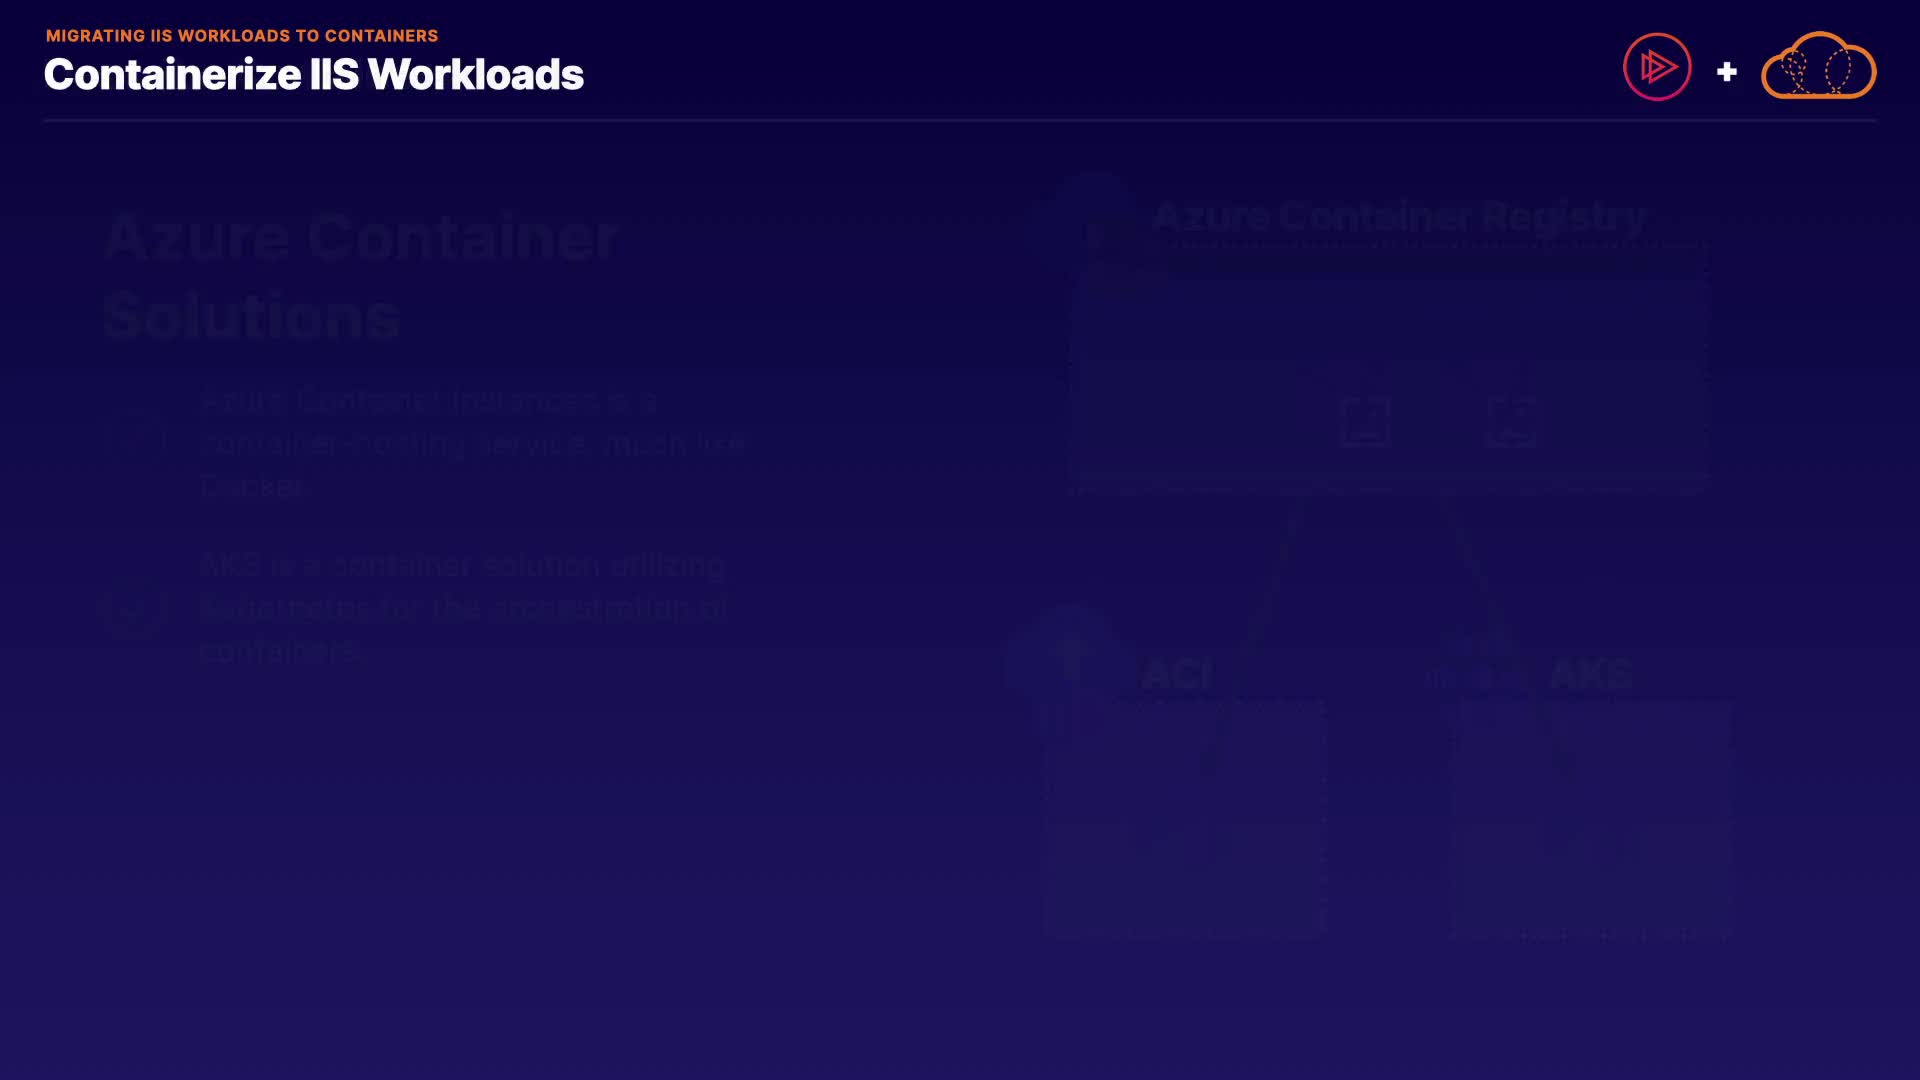 MIGRATING IIS WORKLOADS TO CONTAINERS
Containerize IIS Workloads
Azure Container
Solutions
Azure Container Instances is a
container-hosting service, much like
Docker.
AKS is a container solution utilizing
Kubernetes for the orchestration of
containers.
Azure Container Registry
ACI
AKS